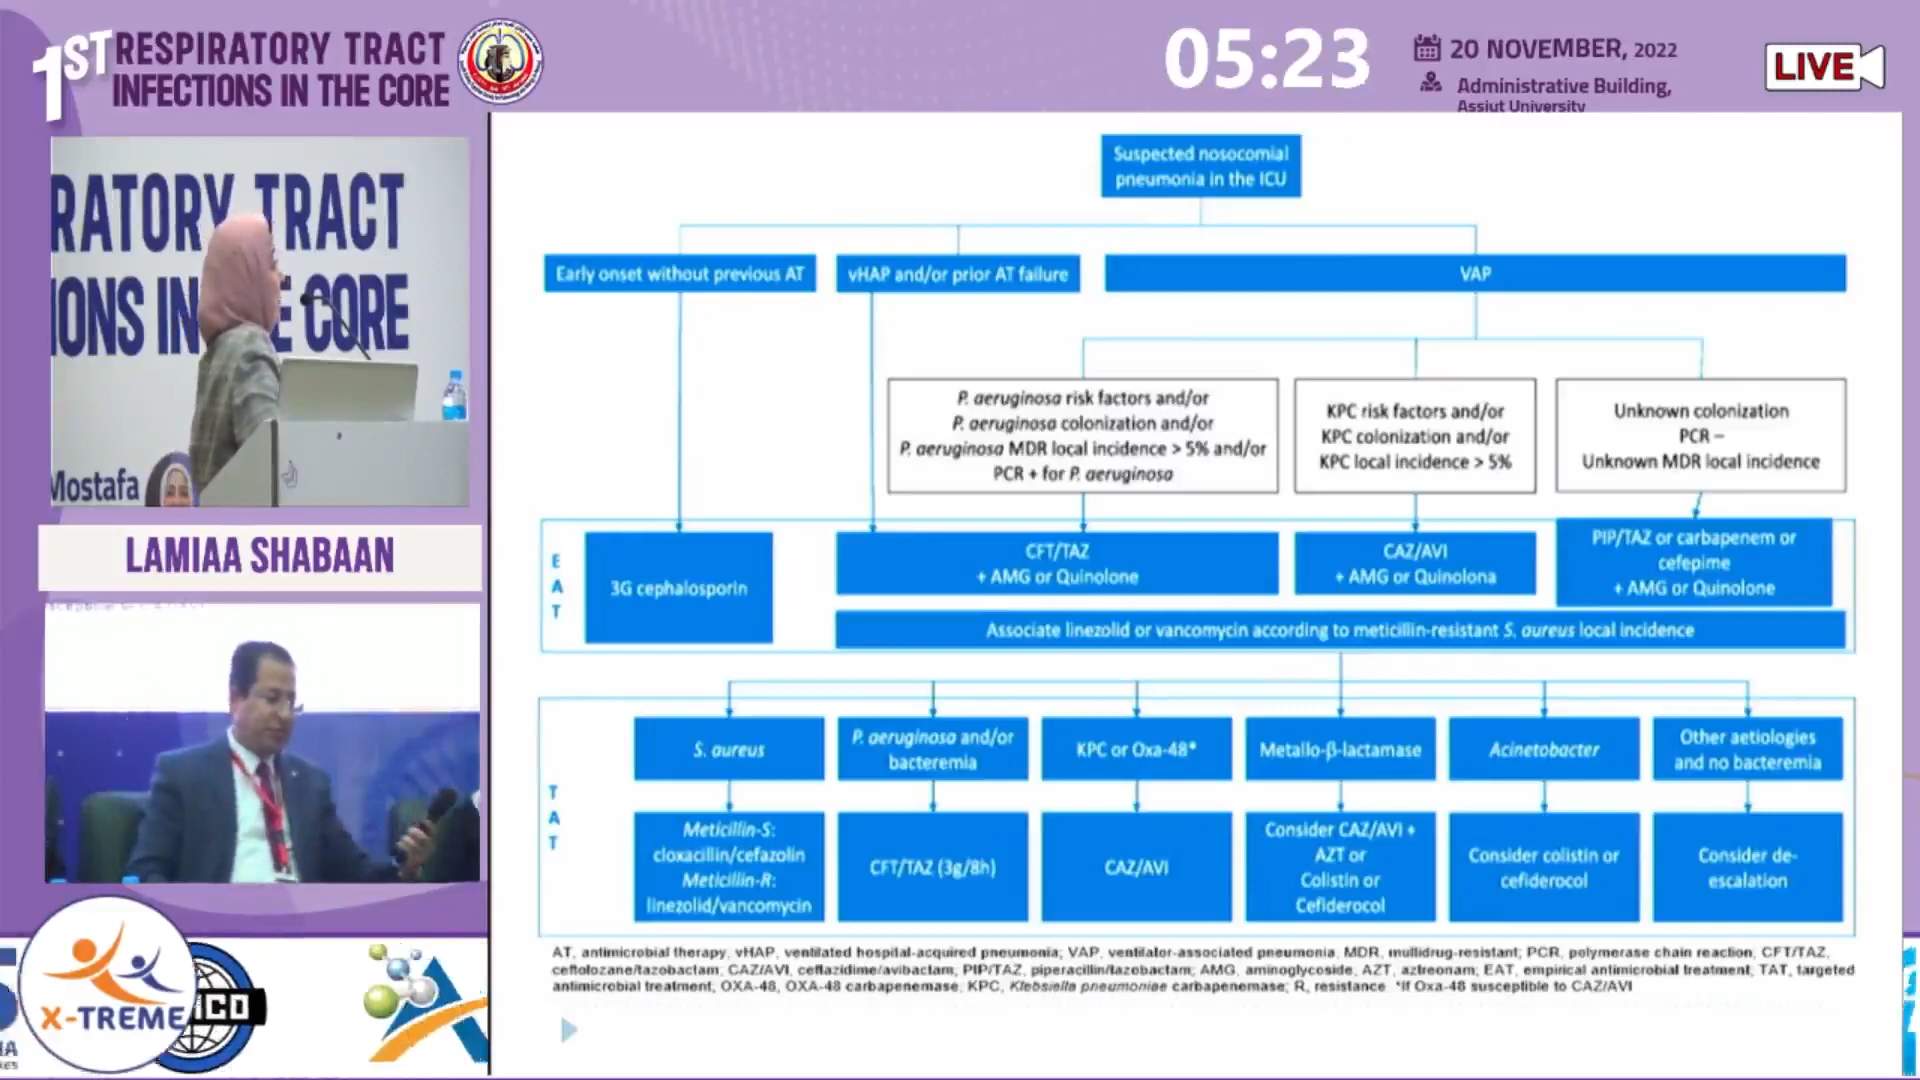 1ST RESPIRATORY TRACT
INFECTIONS IN THE CORE
05:23
20 NOVEMBER, 2022
Administrative Building,
Assiut University
LIVE
RATORY TRACT
IONS IN E CORE
Mostafa
LAMIAA SHABAAN
X-TREME
ICO
Suspected nosocomial
pneumonia in the ICU
Early onset without previous AT
vHAP and/or prior AT failure
VAP
P. aeruginosa risk factors and/or
P. aeruginosa colonization and/or
P. aeruginosa MDR local incidence > 5% and/or
PCR + for P. aeruginosa
KPC risk factors and/or
KPC colonization and/or
KPC local incidence > 5%
Unknown colonization
PCR –
Unknown MDR local incidence
E
A
T
3G cephalosporin
CFT/TAZ
+ AMG or Quinolone
CAZ/AVI
+ AMG or Quinolona
PIP/TAZ or carbapenem or
cefepime
+ AMG or Quinolone
Associate linezolid or vancomycin according to meticillin-resistant S. aureus local incidence
T
A
T
S. aureus
P. aeruginosa and/or
bacteremia
KPC or Oxa-48*
Metallo-β-lactamase
Acinetobacter
Other aetiologies
and no bacteremia
Meticillin-S:
cloxacillin/cefazolin
Meticillin-R:
linezolid/vancomycin
CFT/TAZ (3g/8h)
CAZ/AVI
Consider CAZ/AVI +
AZT or
Colistin or
Cefiderocol
Consider colistin or
cefiderocol
Consider de-
escalation
AT, antimicrobial therapy, vHAP, ventilated hospital-acquired pneumonia; VAP, ventilator-associated pneumonia, MDR, multidrug-resistant; PCR, polymerase chain reaction, CFT/TAZ,
ceftolozane/tazobactam; CAZ/AVI, ceftazidime/avibactam; PIP/TAZ, piperacillin/tazobactam; AMG, aminoglycoside, AZT, aztreonam; EAT, empirical antimicrobial treatment; TAT, targeted
antimicrobial treatment, OXA-48, OXA-48 carbapenemase; KPC, Klebsiella pneumoniae carbapenemase; R, resistance *If Oxa-48 susceptible to CAZ/AVI